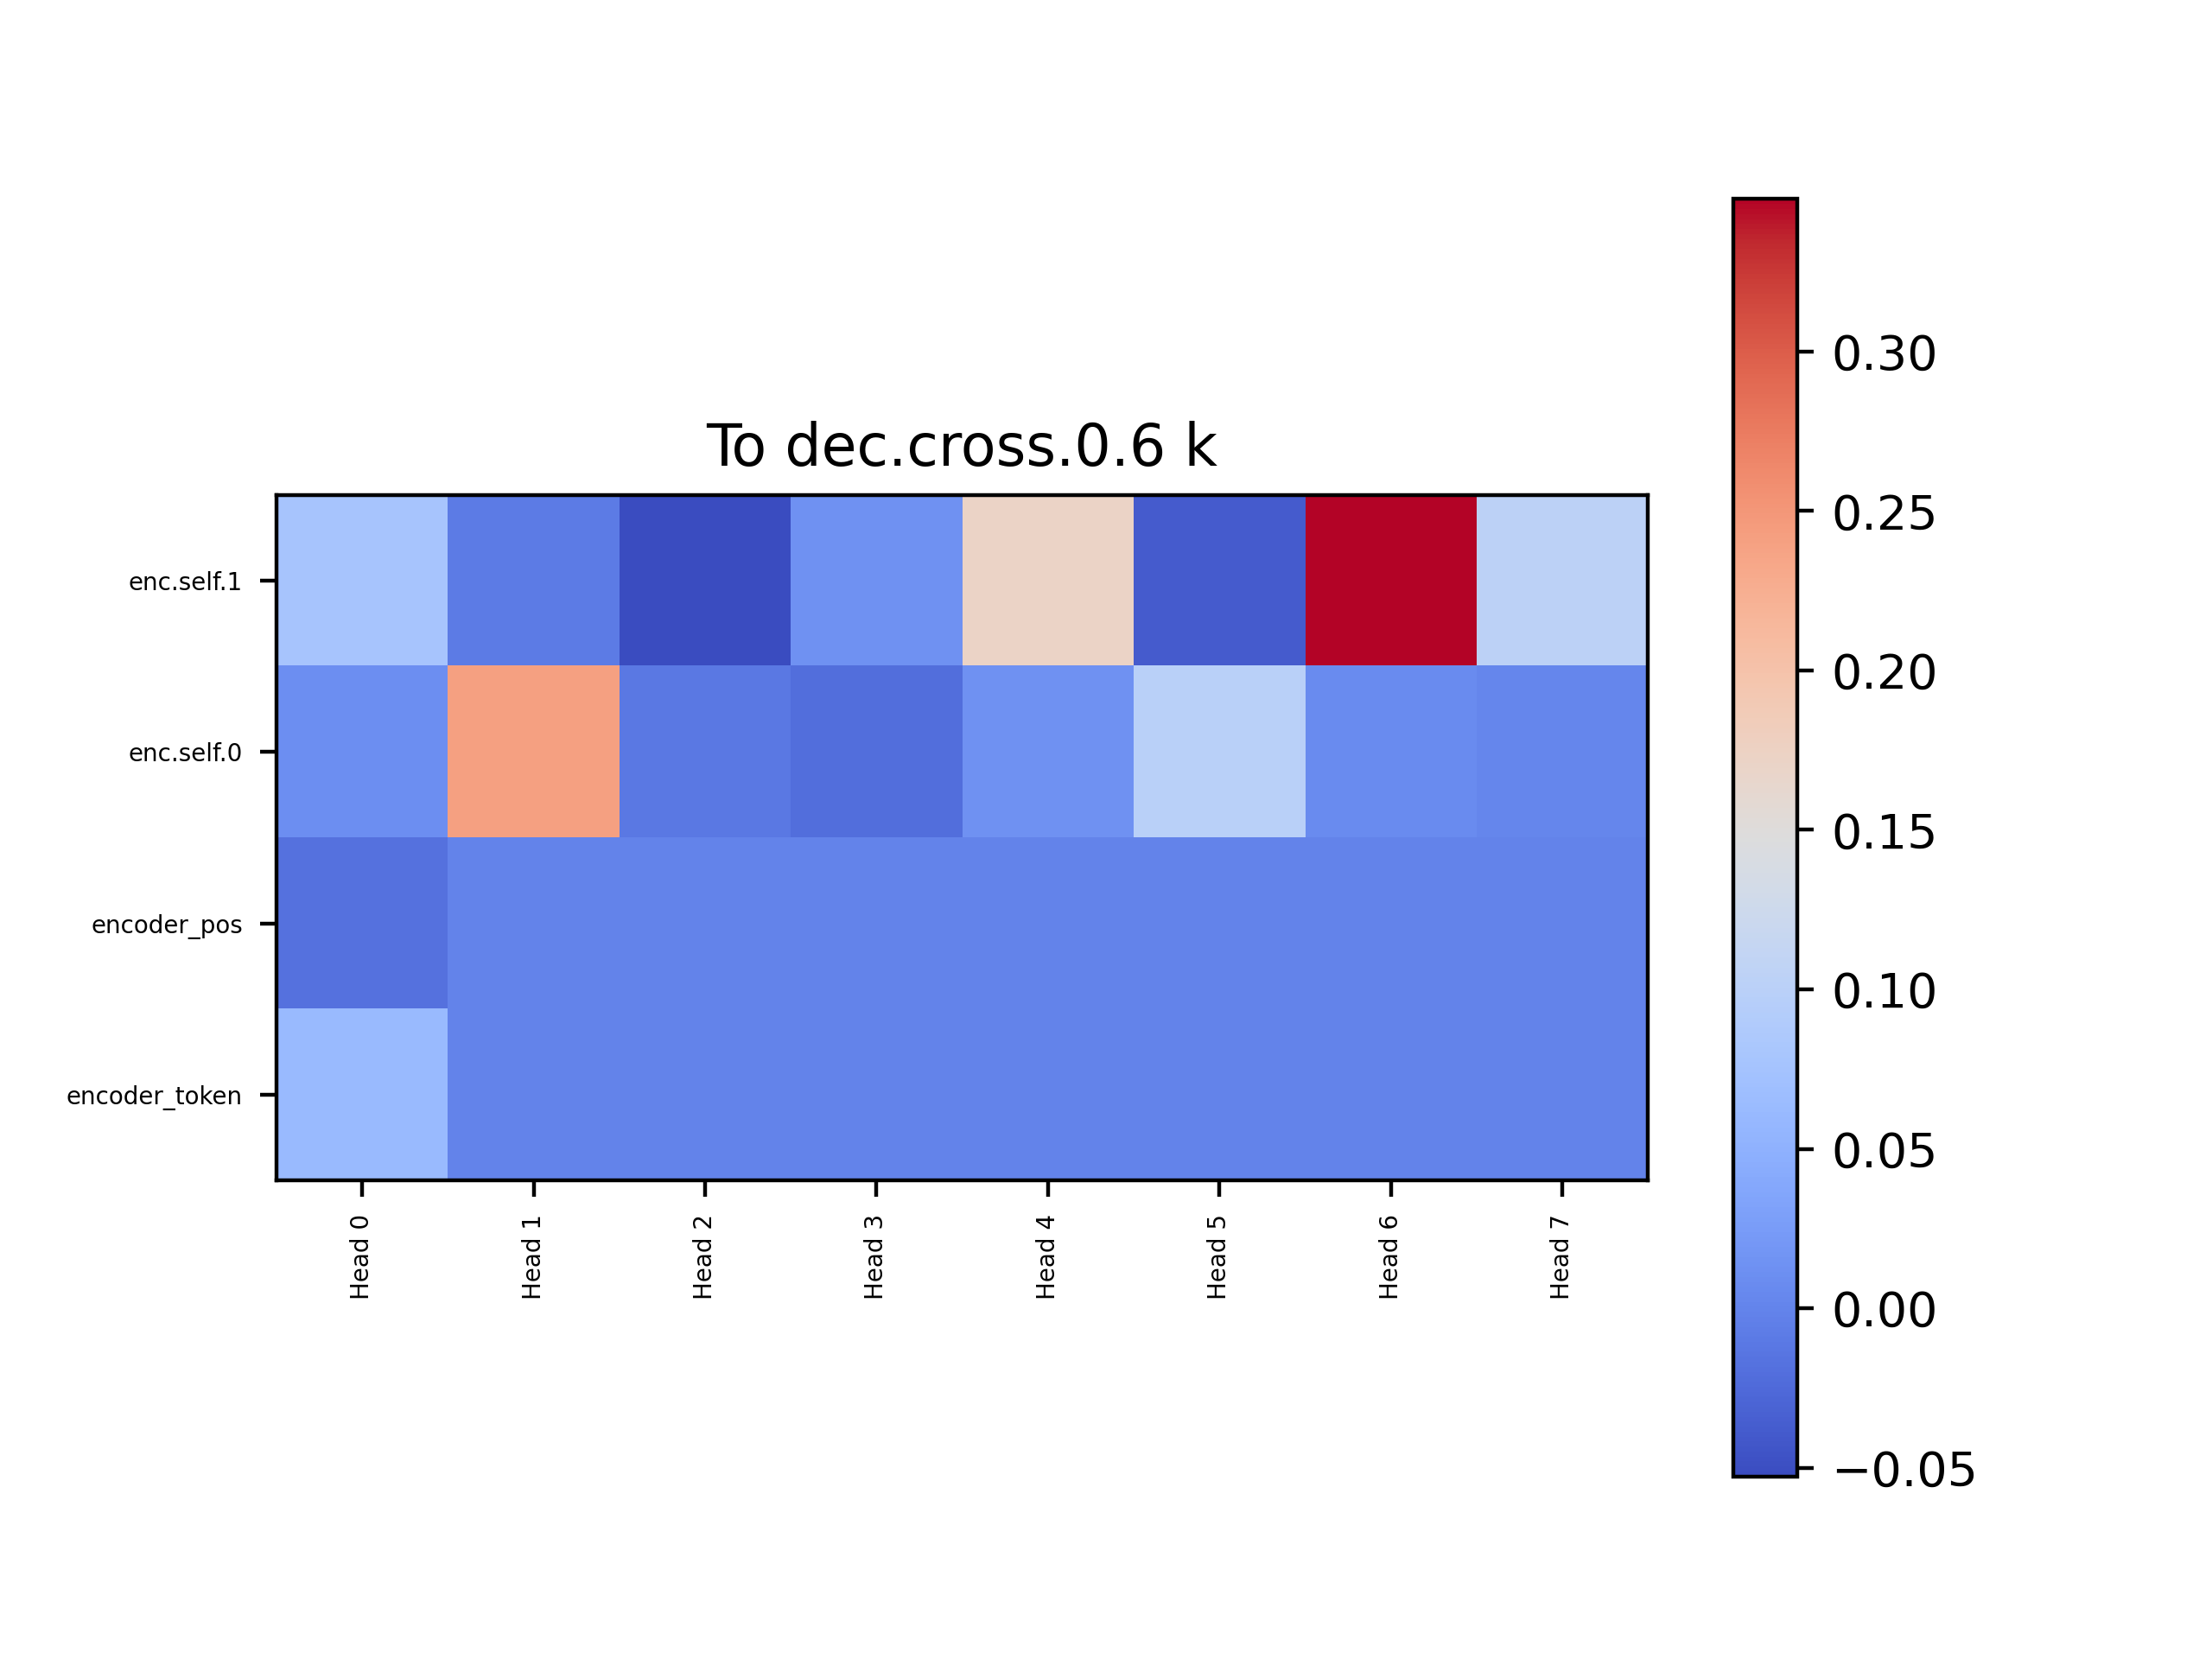 To dec.cross.0.6 k
enc.self.1
enc.self.0
encoder_pos
encoder_token
Head 0
Head 1
Head 2
Head 3
Head 4
Head 5
Head 6
Head 7
0.30
0.25
0.20
0.15
0.10
0.05
0.00
−0.05